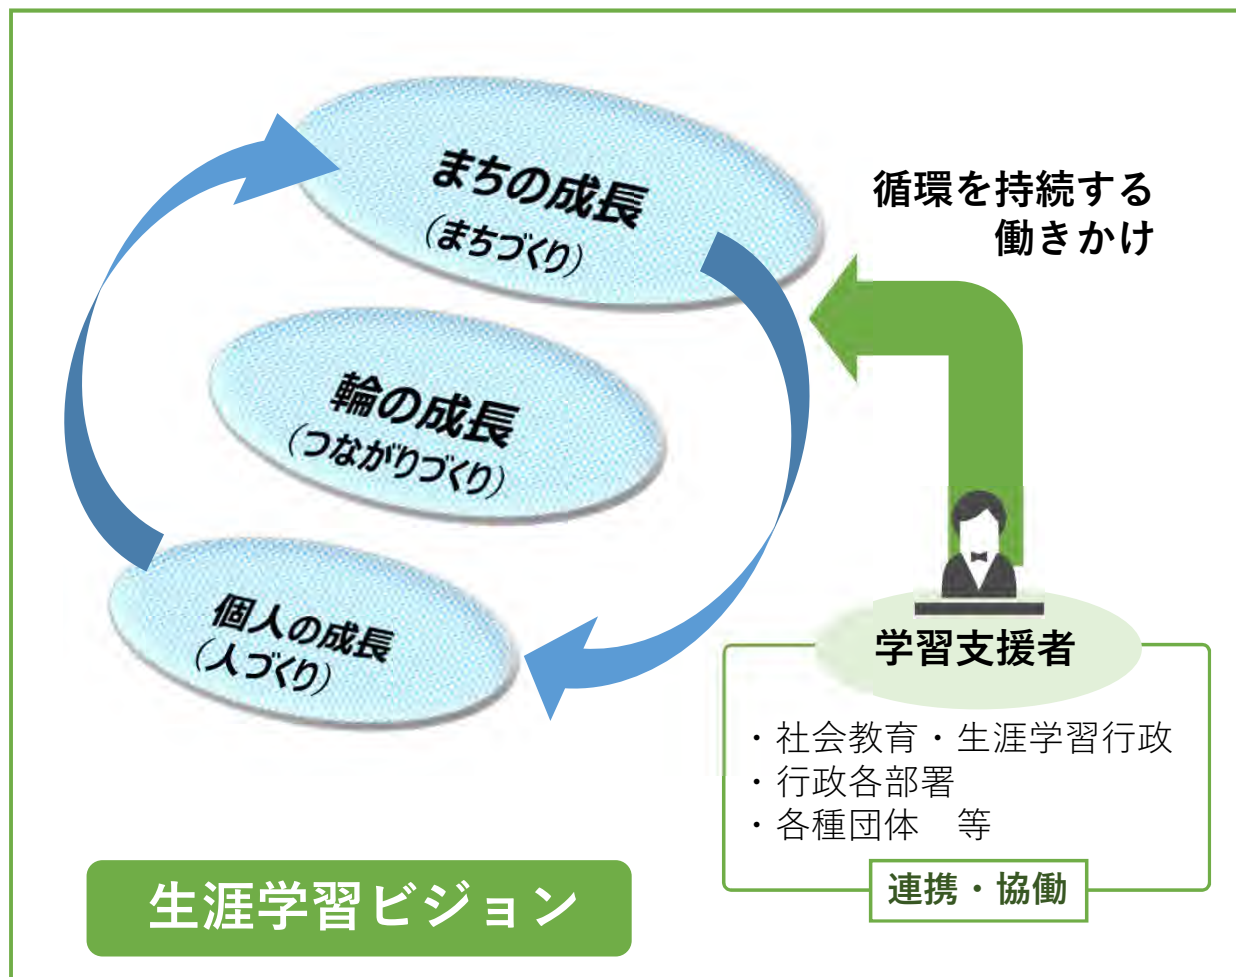 まちの成長
（まちづくり）
循環を持続する
働きかけ
輪の成長
（つながりづくり）
個人の成長
（人づくり）
学習支援者
・社会教育・生涯学習行政
・行政各部署
・各種団体　等
連携・協働
生涯学習ビジョン